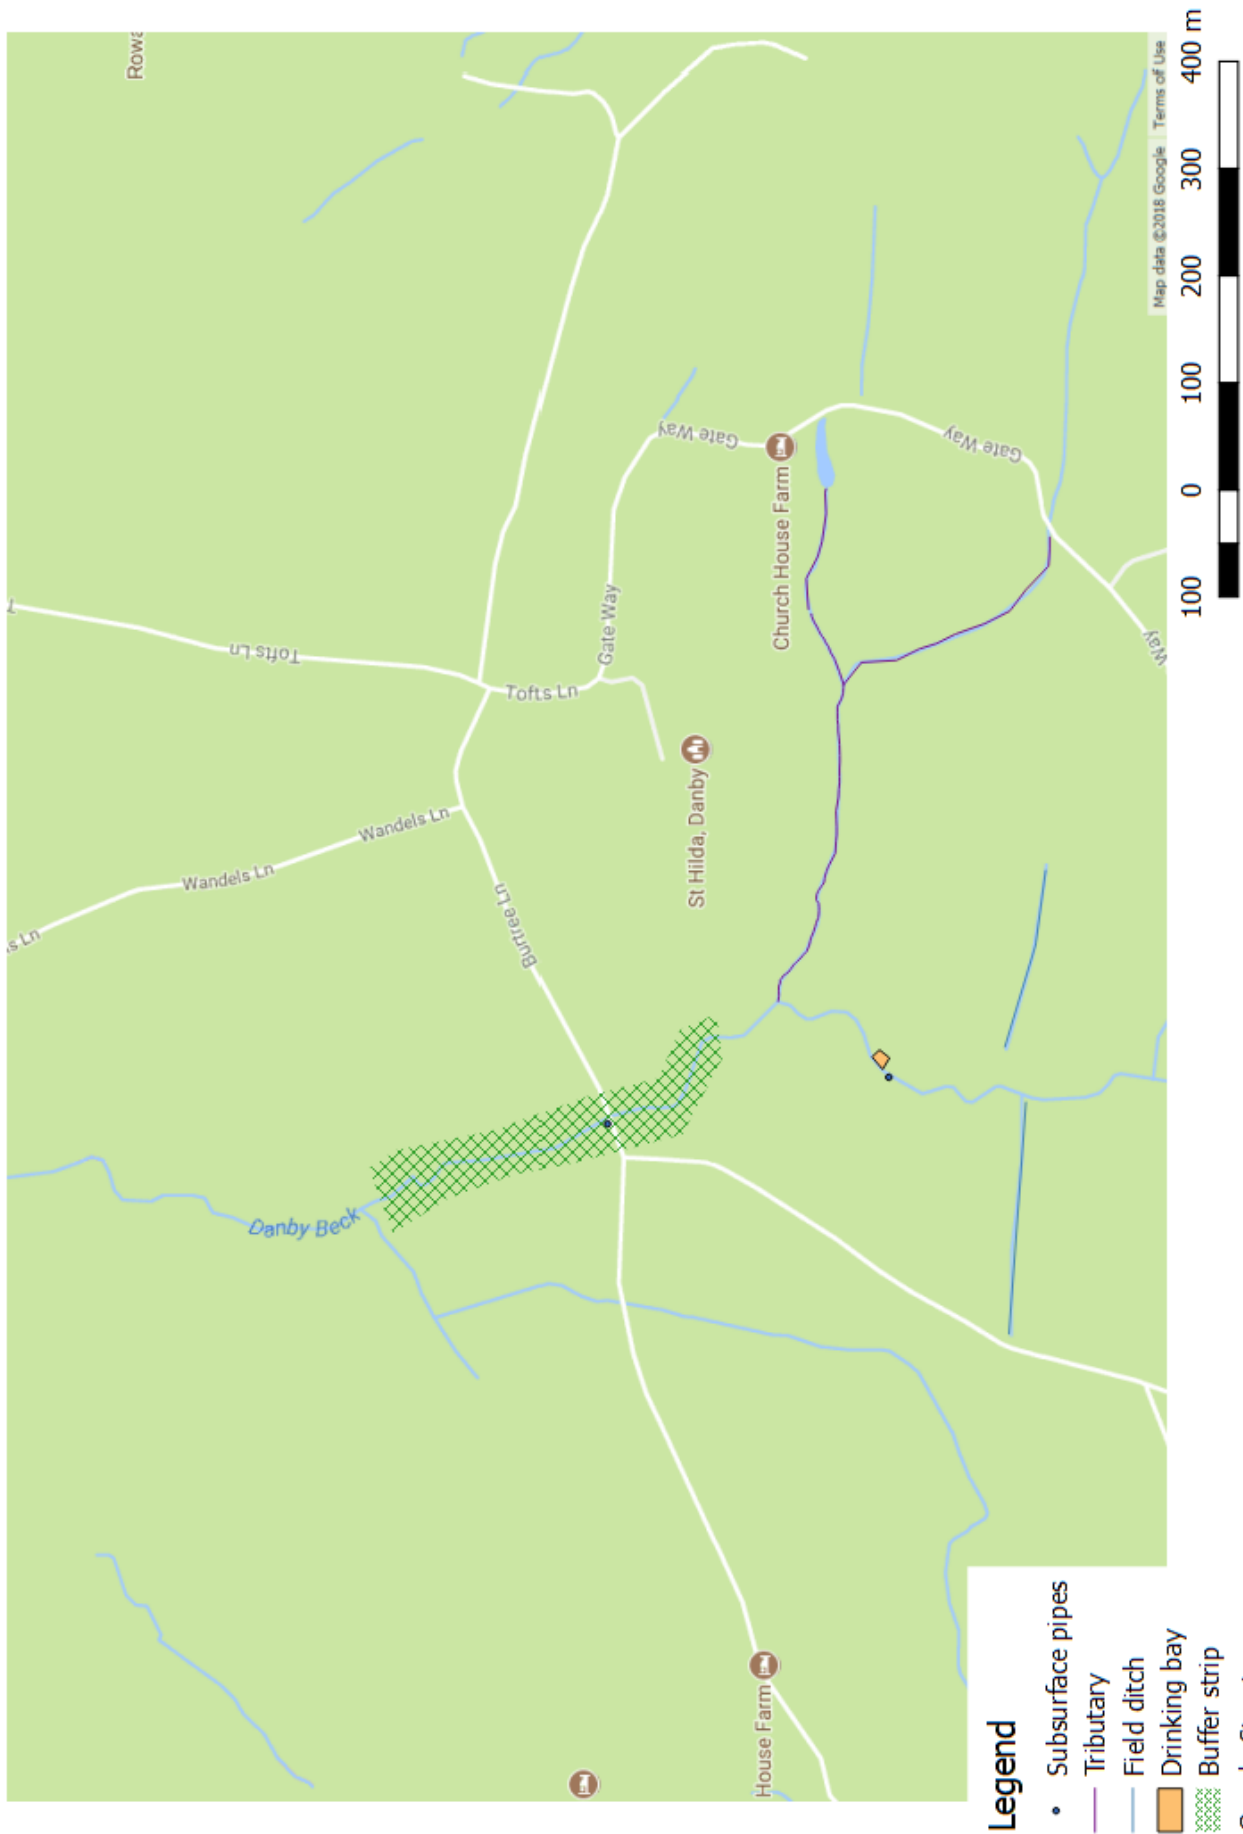 Rowa
T
Tofts Ln
Wandels Ln
Wandels Ln
s Ln
Tofts Ln
Gate Way
Gate Way
Gate Way
Way
Burtree Ln
Church House Farm
St Hilda, Danby
Danby Beck
House Farm
Map data ©2018 Google Terms of Use
100 0 100 200 300 400 m
Legend
Subsurface pipes
Tributary
Field ditch
Drinking bay
Buffer strip